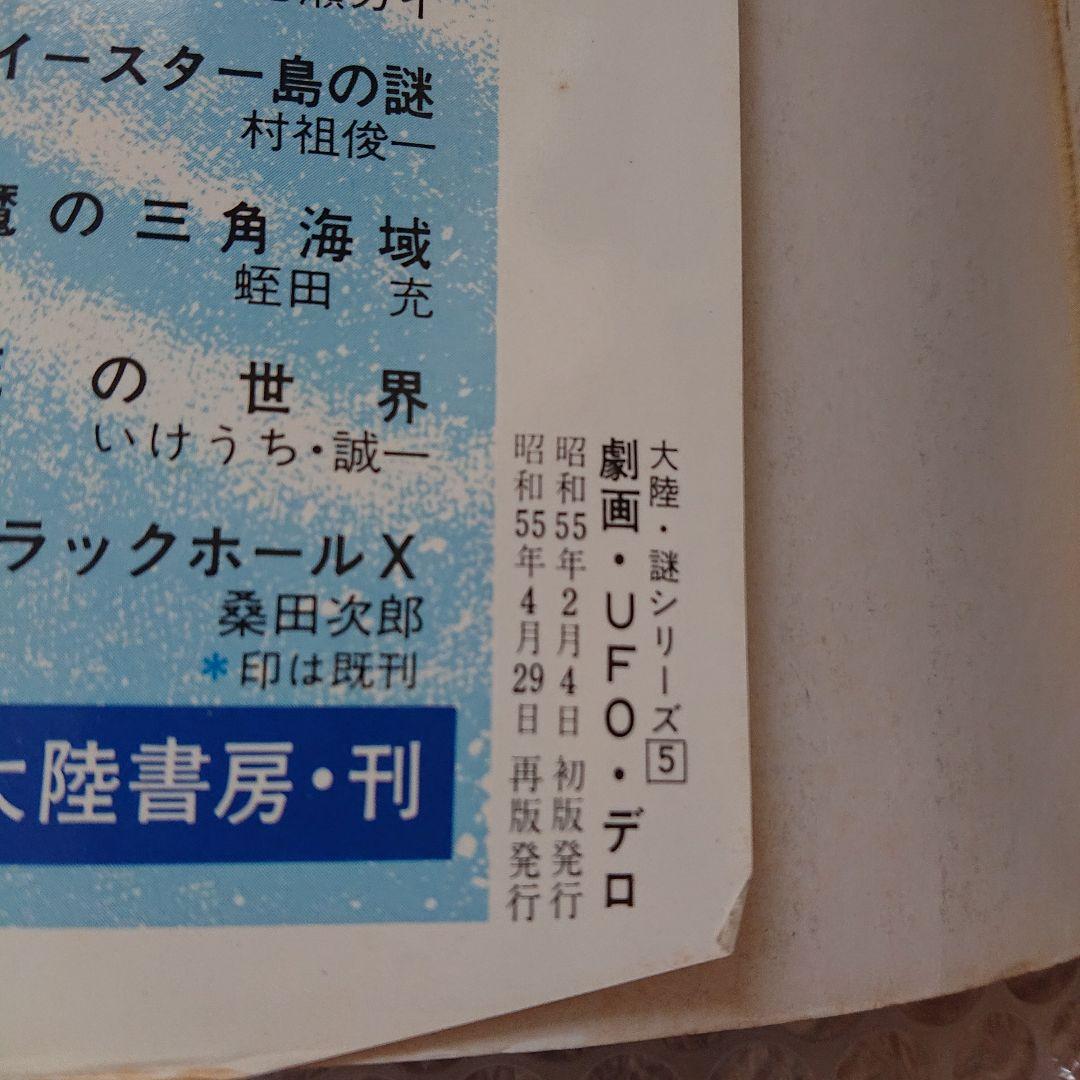 イースター島の謎
村祖俊一
魔の三角海域
蛭田 充
の世界
いけうち・誠一
ラックホールX
桑田次郎
*印は既刊
大陸書房・刊
大陸・謎シリーズ5
劇画・UFO・デロ
昭和55年2月4日 初版発行
昭和55年4月29日 再版発行